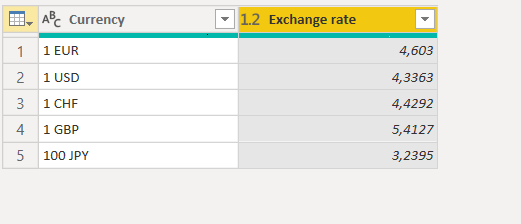 ABC Currency 1.2 Exchange rate
1 1 EUR 4,603
2 1 USD 4,3363
3 1 CHF 4,4292
4 1 GBP 5,4127
5 100 JPY 3,2395